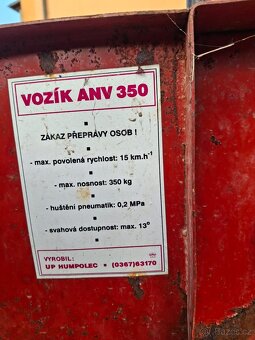 VOZÍK ANV 350
ZÁKAZ PŘEPRAVY OSOB !
- max. povolená rychlost: 15 km.h⁻¹
- max. nosnost: 350 kg
- huštění pneumatik: 0,2 MPa
- svahová dostupnost: max. 13°
VYROBIL:
UP HUMPOLEC • (0367)63170